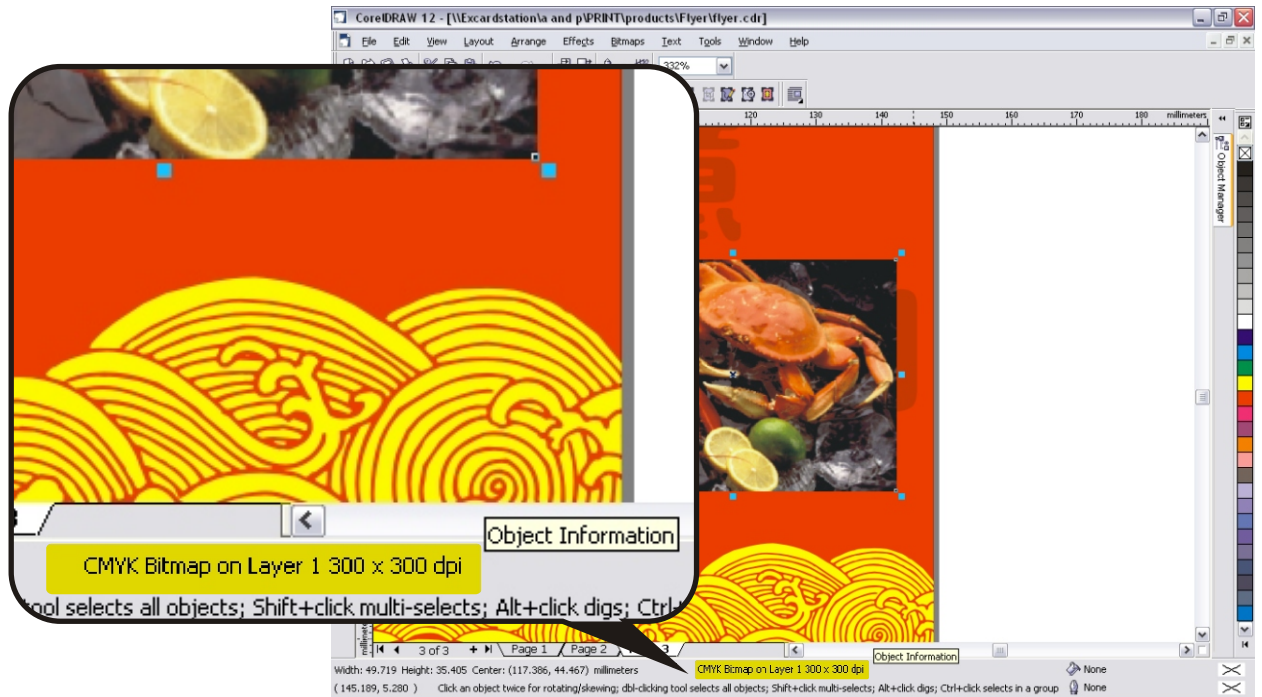 CorelDRAW 12 - [\\Excardstation\a and p\PRINT\products\Flyer\flyer.cdr]
File Edit View Layout Arrange Effects Bitmaps Text Tools Window Help
332%
120 130 140 150 160 170 180 millimeters
Object Manager
Object Information
CMYK Bitmap on Layer 1 300 x 300 dpi
tool selects all objects; Shift+click multi-selects; Alt+click digs; Ctrl+
3 of 3 Page 1 Page 2 3
Object Information
Width: 49.719 Height: 35.405 Center: (117.386, 44.467) millimeters CMYK Bitmap on Layer 1 300 x 300 dpi None
( 145.189, 5.280 ) Click an object twice for rotating/skewing; dbl-clicking tool selects all objects; Shift+click multi-selects; Alt+click digs; Ctrl+click selects in a group None